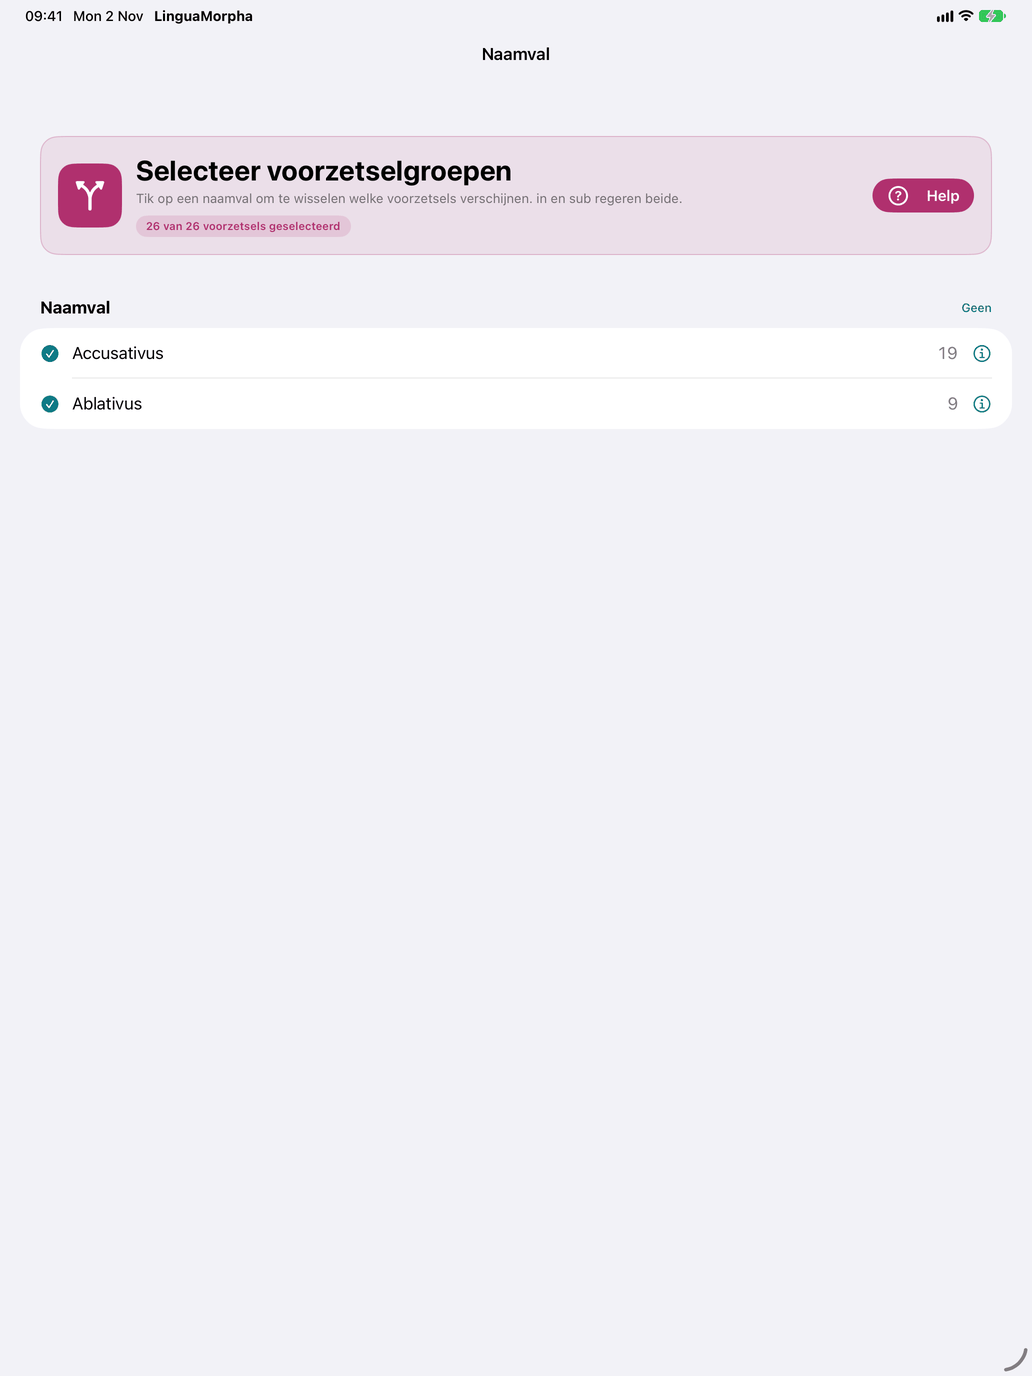 09:41 Mon 2 Nov LinguaMorpha
Naamval
Selecteer voorzetselgroepen
Tik op een naamval om te wisselen welke voorzetsels verschijnen. in en sub regeren beide.
26 van 26 voorzetsels geselecteerd
Help
Naamval
Geen
Accusativus 19
Ablativus 9